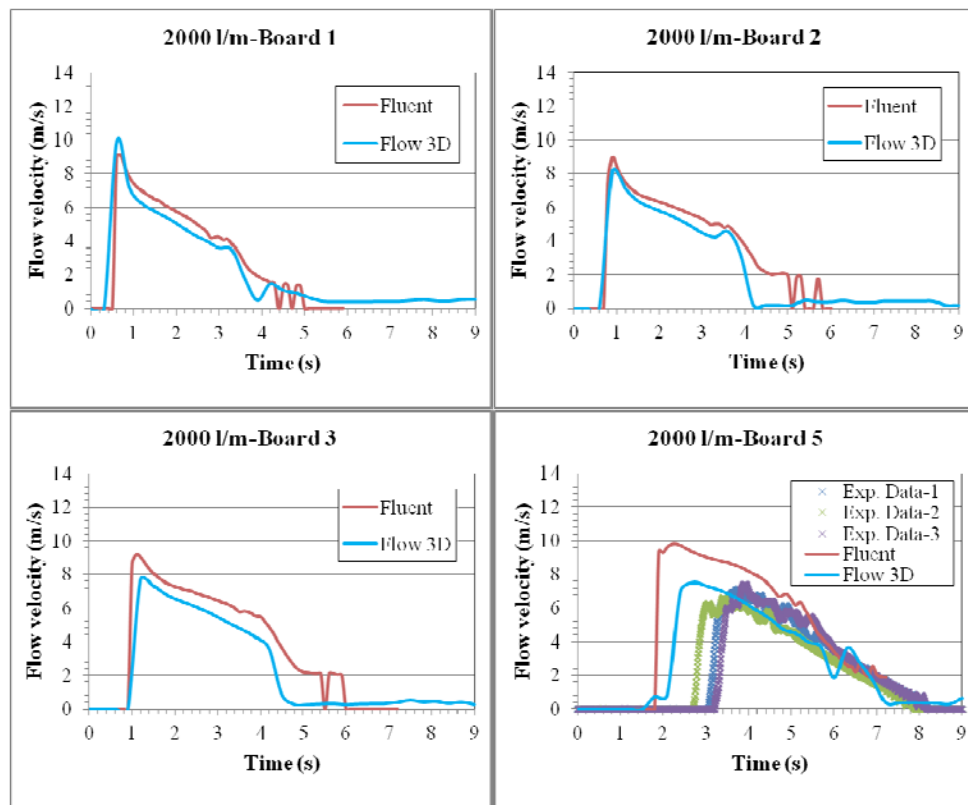 2000 l/m-Board 1
14
12
10
8
6
4
2
0
Flow velocity (m/s)
Fluent
Flow 3D
0 1 2 3 4 5 6 7 8 9
Time (s)
2000 l/m-Board 2
14
12
10
8
6
4
2
0
Flow velocity (m/s)
Fluent
Flow 3D
0 1 2 3 4 5 6 7 8 9
Time (s)
2000 l/m-Board 3
14
12
10
8
6
4
2
0
Flow velocity (m/s)
Fluent
Flow 3D
0 1 2 3 4 5 6 7 8 9
Time (s)
2000 l/m-Board 5
14
12
10
8
6
4
2
0
Flow velocity (m/s)
Exp. Data-1
Exp. Data-2
Exp. Data-3
Fluent
Flow 3D
0 1 2 3 4 5 6 7 8 9
Time (s)